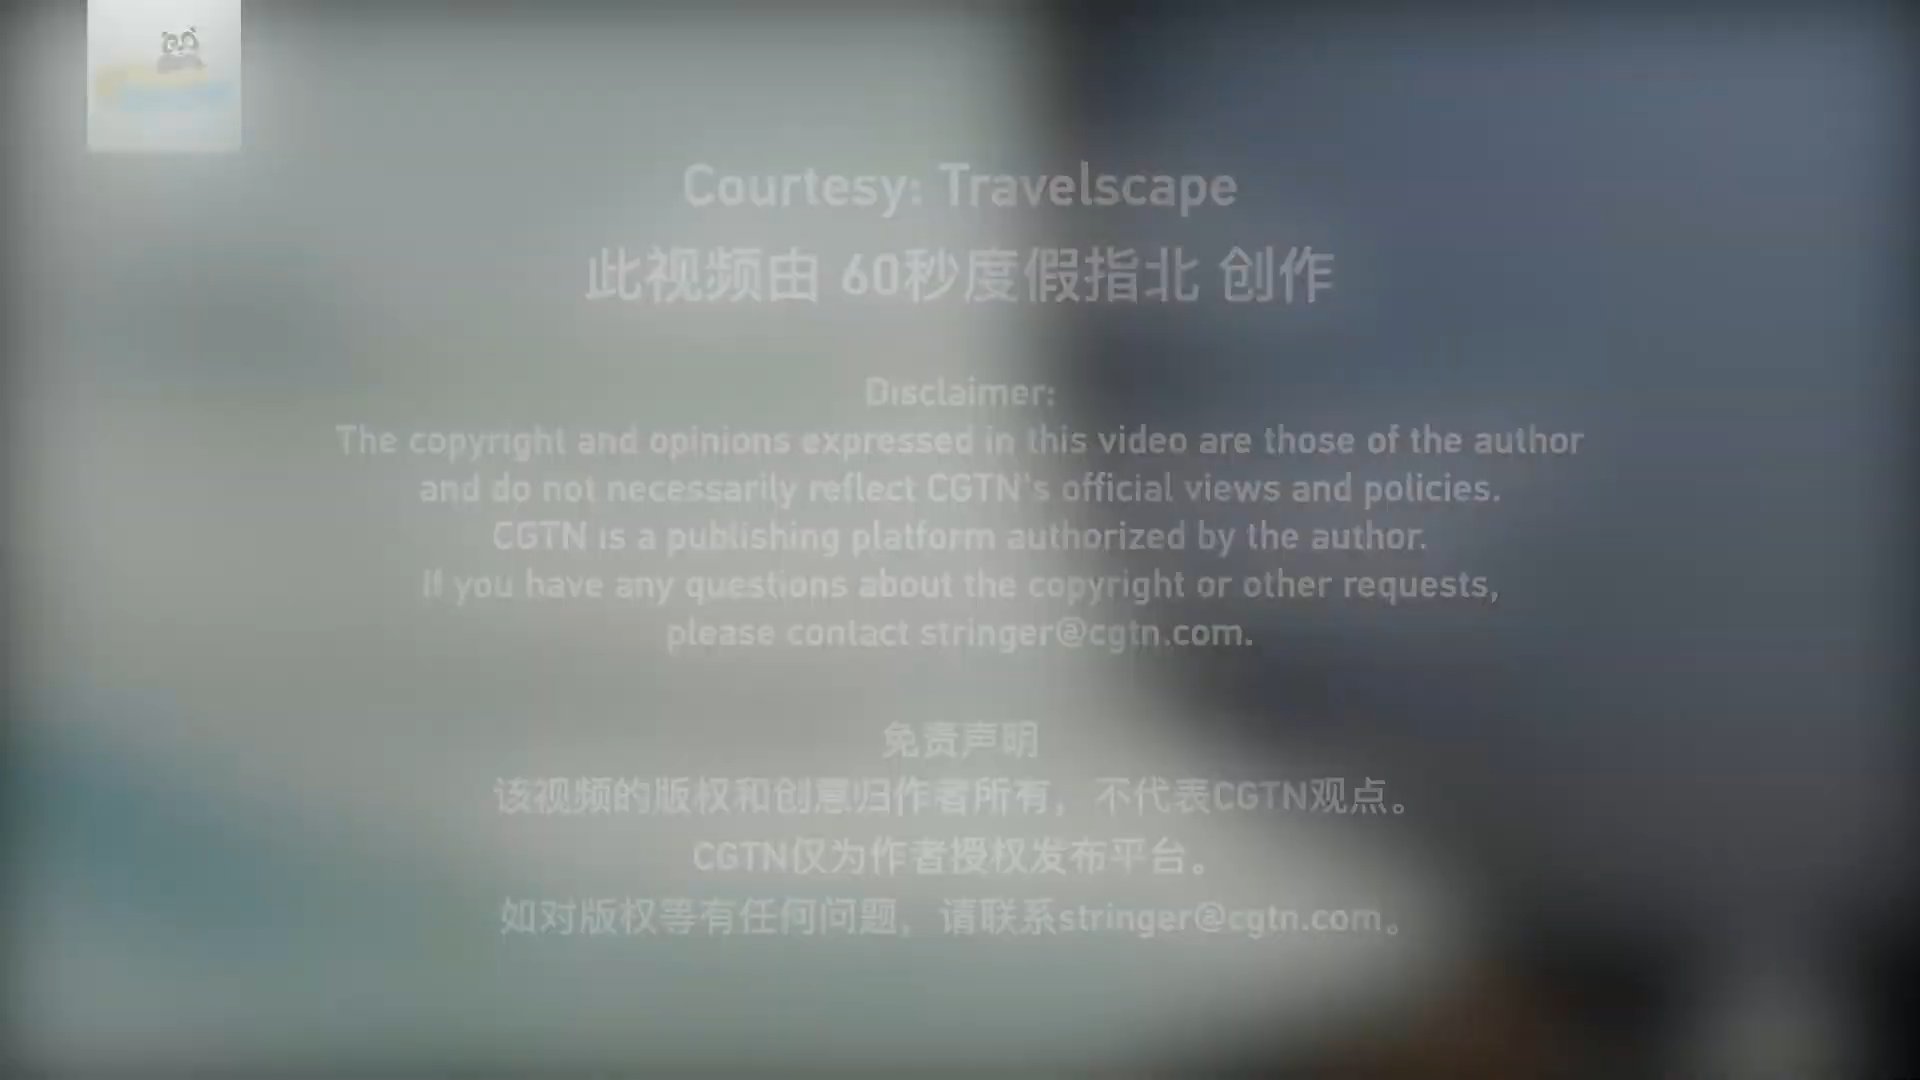 Courtesy: Travelscape
此视频由 60秒度假指北 创作
Disclaimer:
The copyright and opinions expressed in this video are those of the author
and do not necessarily reflect CGTN's official views and policies.
CGTN is a publishing platform authorized by the author.
If you have any questions about the copyright or other requests,
please contact stringer@cgtn.com.
免责声明
该视频的版权和创意归作者所有，不代表CGTN观点。
CGTN仅为作者授权发布平台。
如对版权等有任何问题，请联系stringer@cgtn.com。